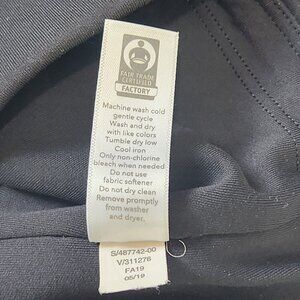 FAIR TRADE
CERTIFIED
FACTORY
Machine wash cold
gentle cycle
Wash and dry
with like colors
Tumble dry low
Cool iron
Only non-chlorine
bleach when needed
Do not use
fabric softener
Do not dry clean
Remove promptly
from washer
and dryer.
S/487742-00
V/311276
FA19
05/19